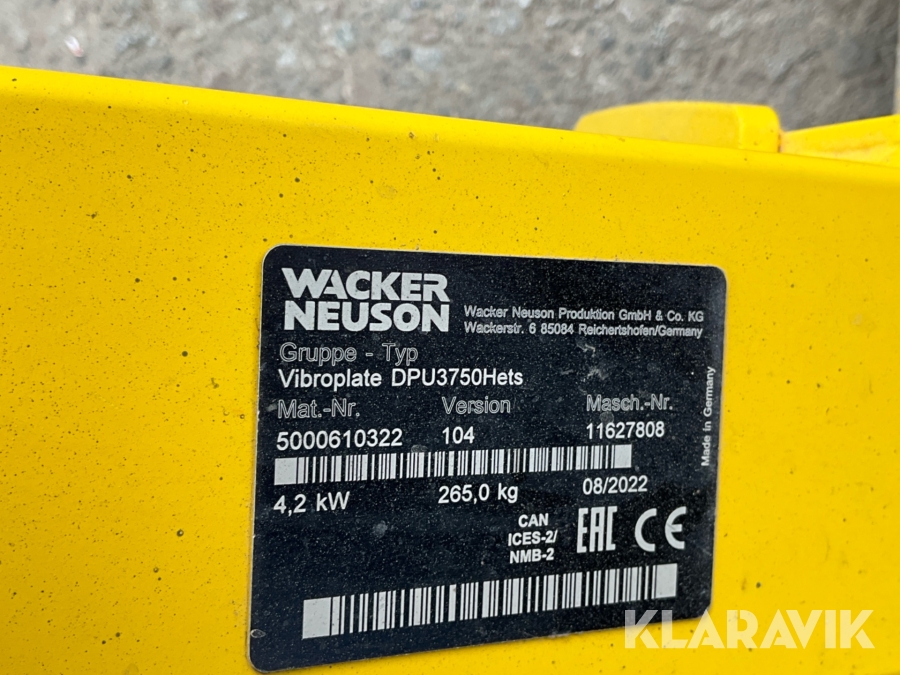 WACKER
NEUSON
Wacker Neuson Produktion GmbH & Co. KG
Wackerstr. 6 85084 Reichertshofen/Germany
Gruppe - Typ
Vibroplate DPU3750Hets
Mat.-Nr. Version Masch.-Nr.
5000610322 104 11627808
4,2 kW 265,0 kg 08/2022
CAN
ICES-2/
NMB-2
EAC CE
Made in Germany
KLARAVIK